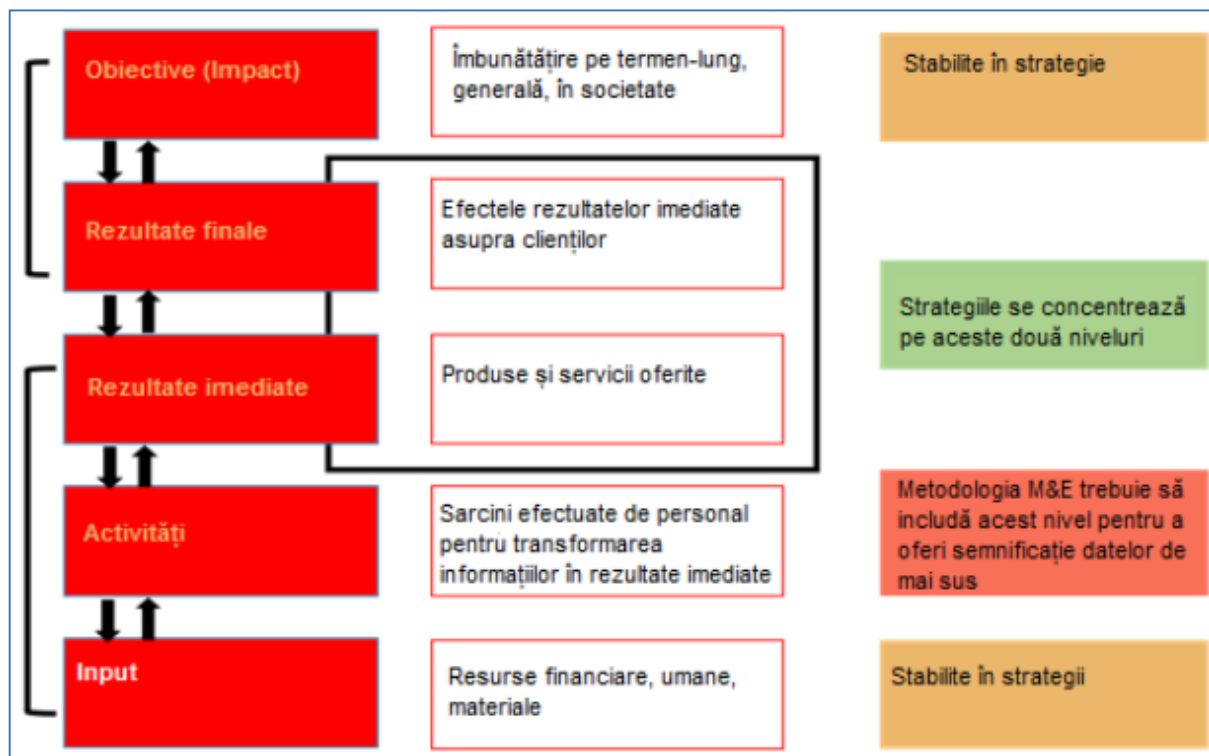 Obiective (Impact)
Îmbunătățire pe termen-lung,
generală, în societate
Stabilite în strategie
Rezultate finale
Efectele rezultatelor imediate
asupra clienților
Strategiile se concentrează
pe aceste două niveluri
Rezultate imediate
Produse și servicii oferite
Activități
Sarcini efectuate de personal
pentru transformarea
informațiilor în rezultate imediate
Metodologia M&E trebuie să
includă acest nivel pentru a
oferi semnificație datelor de
mai sus
Input
Resurse financiare, umane,
materiale
Stabilite în strategii